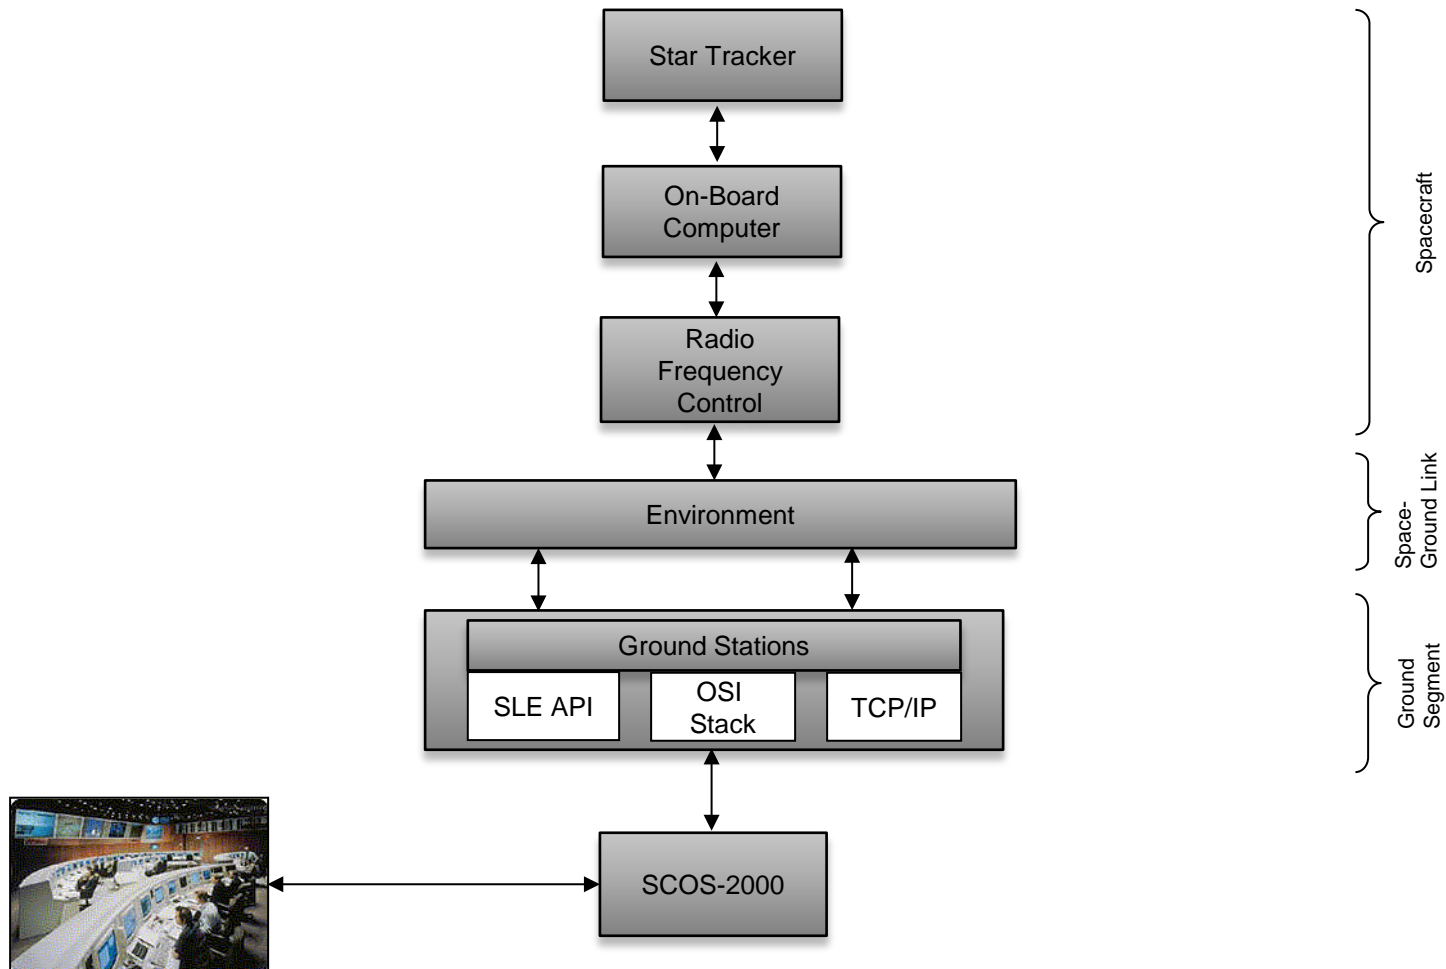 Star Tracker
On-Board
Computer
Radio
Frequency
Control
Environment
Ground Stations
SLE API
OSI
Stack
TCP/IP
SCOS-2000
Spacecraft
Space-
Ground Link
Ground
Segment